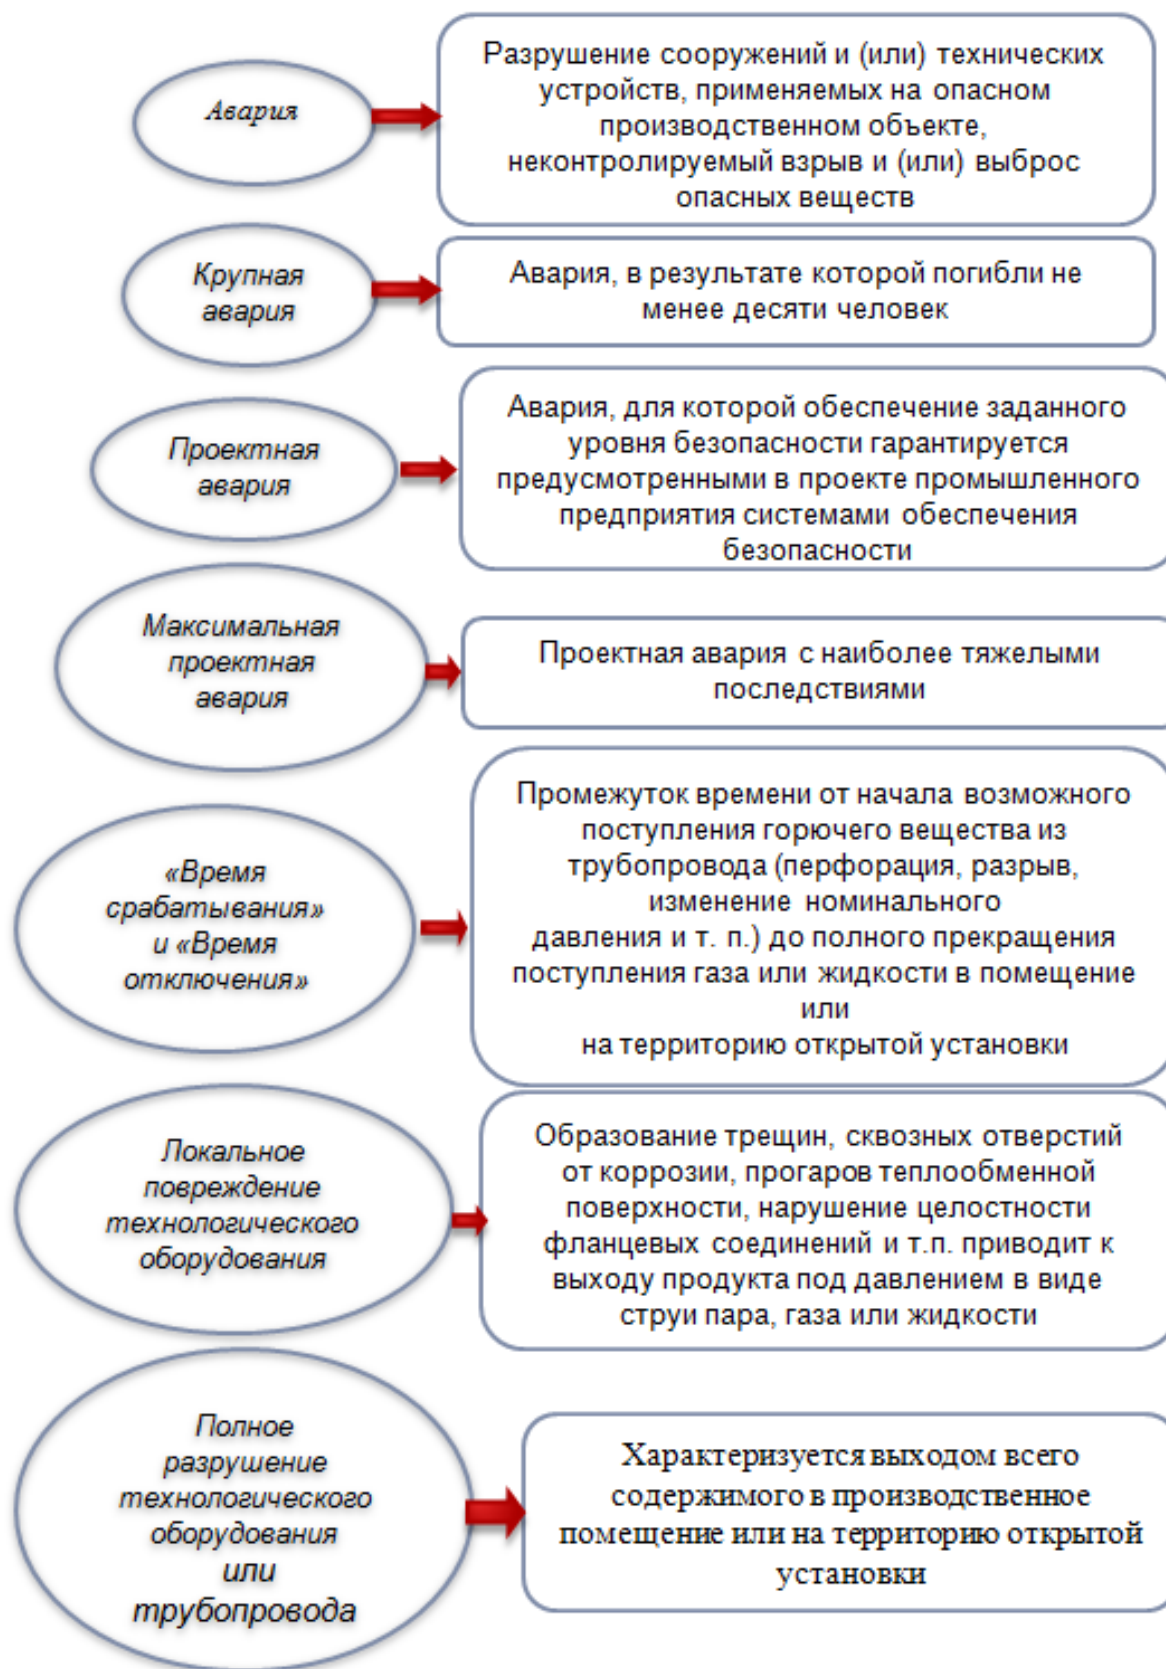 Авария
Разрушение сооружений и (или) технических
устройств, применяемых на опасном
производственном объекте,
неконтролируемый взрыв и (или) выброс
опасных веществ
Крупная
авария
Авария, в результате которой погибли не
менее десяти человек
Проектная
авария
Авария, для которой обеспечение заданного
уровня безопасности гарантируется
предусмотренными в проекте промышленного
предприятия системами обеспечения
безопасности
Максимальная
проектная
авария
Проектная авария с наиболее тяжелыми
последствиями
«Время
срабатывания»
и «Время
отключения»
Промежуток времени от начала возможного
поступления горючего вещества из
трубопровода (перфорация, разрыв,
изменение номинального
давления и т. п.) до полного прекращения
поступления газа или жидкости в помещение
или
на территорию открытой установки
Локальное
повреждение
технологического
оборудования
Образование трещин, сквозных отверстий
от коррозии, прогаров теплообменной
поверхности, нарушение целостности
фланцевых соединений и т.п. приводит к
выходу продукта под давлением в виде
струи пара, газа или жидкости
Полное
разрушение
технологического
оборудования
или
трубопровода
Характеризуется выходом всего
содержимого в производственное
помещение или на территорию открытой
установки